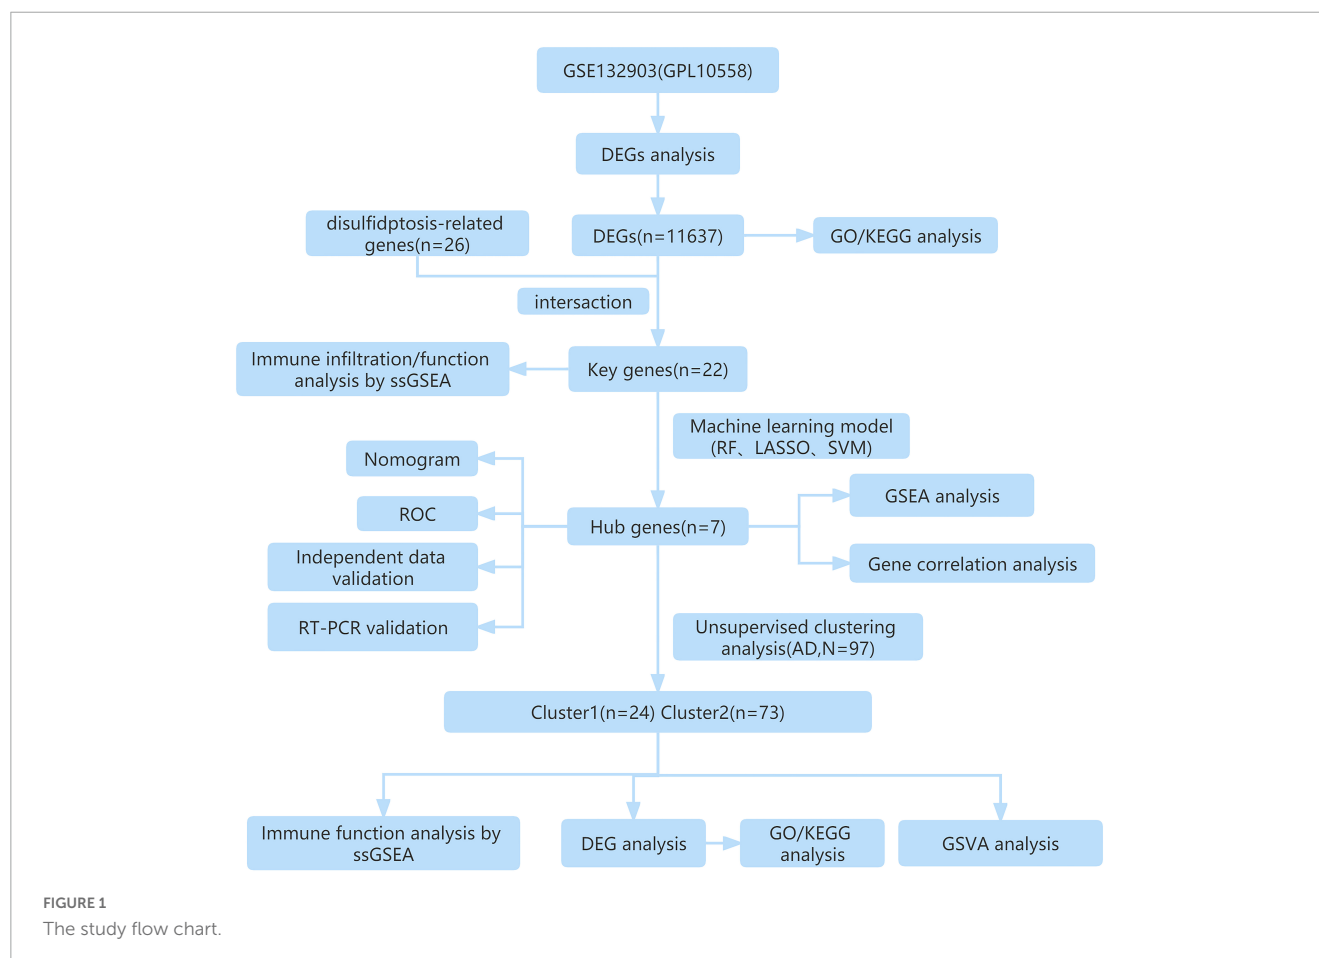 GSE132903(GPL10558)
DEGs analysis
disulfidptosis-related
genes(n=26)
DEGs(n=11637)
GO/KEGG analysis
intersaction
Immune infiltration/function
analysis by ssGSEA
Key genes(n=22)
Machine learning model
(RF、LASSO、SVM)
Nomogram
ROC
Independent data
validation
RT-PCR validation
Hub genes(n=7)
GSEA analysis
Gene correlation analysis
Unsupervised clustering
analysis(AD,N=97)
Cluster1(n=24) Cluster2(n=73)
Immune function analysis by
ssGSEA
DEG analysis
GO/KEGG
analysis
GSVA analysis
FIGURE 1
The study flow chart.